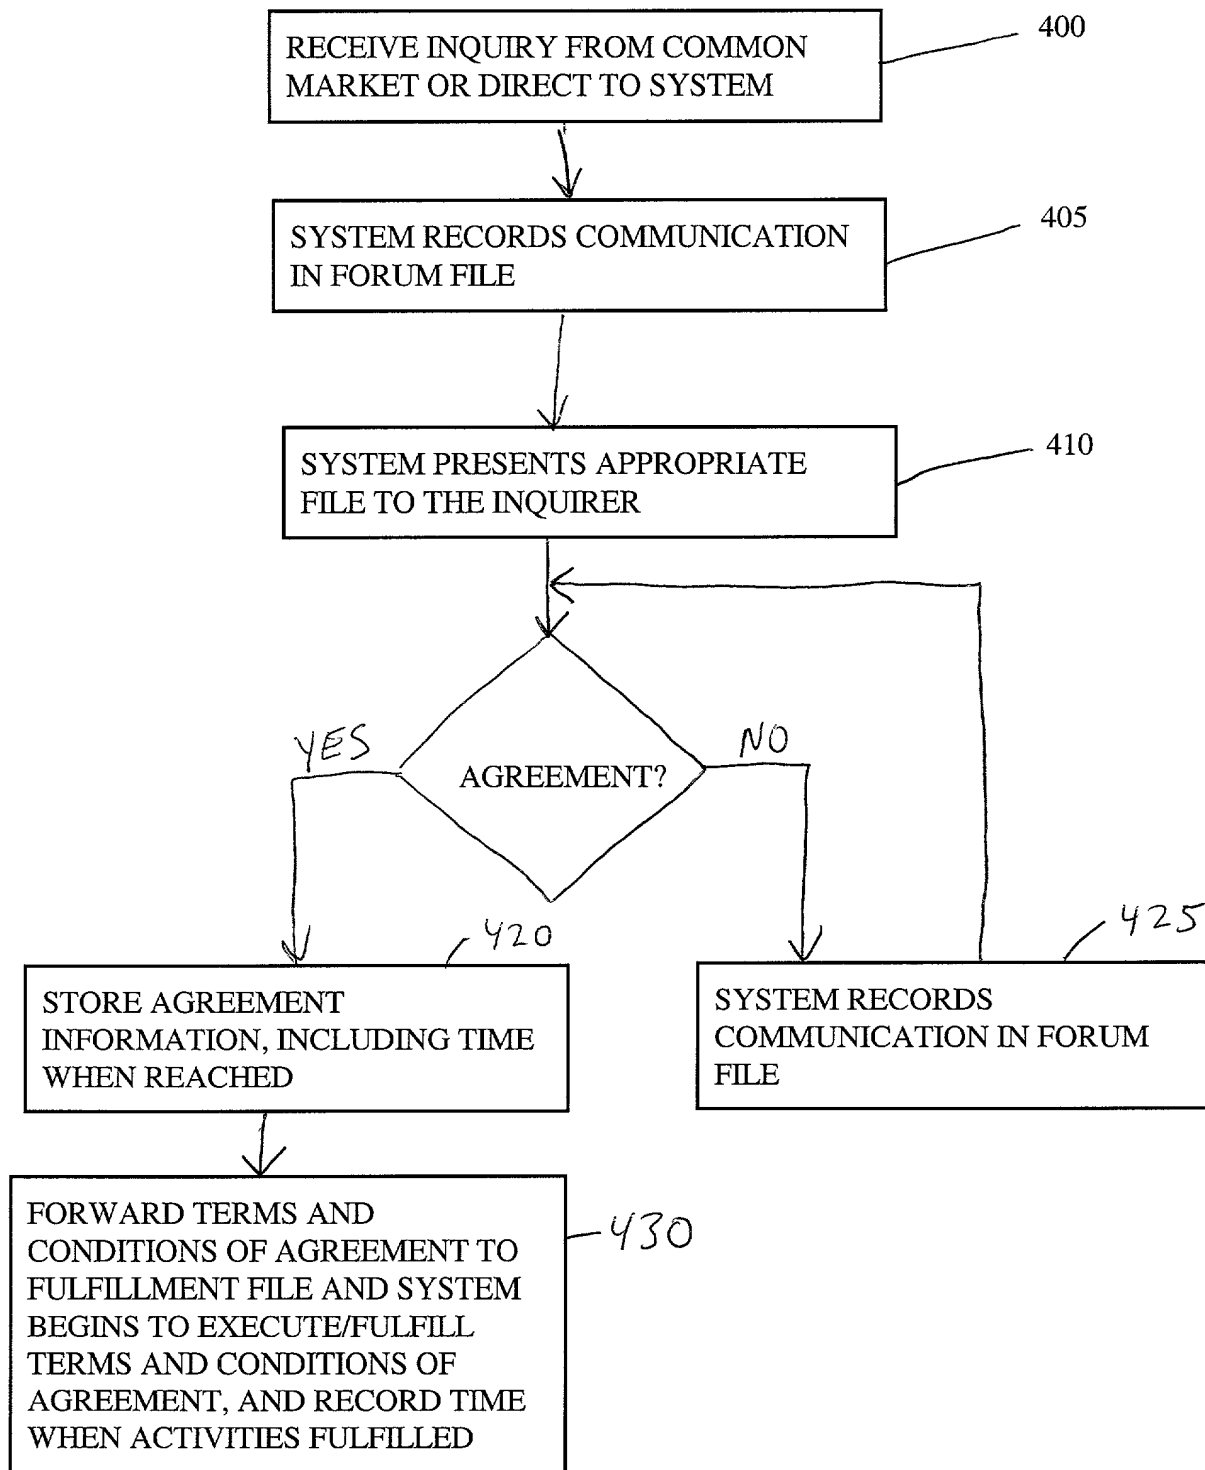 RECEIVE INQUIRY FROM COMMON
MARKET OR DIRECT TO SYSTEM
400
SYSTEM RECORDS COMMUNICATION
IN FORUM FILE
405
SYSTEM PRESENTS APPROPRIATE
FILE TO THE INQUIRER
410
YES
AGREEMENT?
NO
420
STORE AGREEMENT
INFORMATION, INCLUDING TIME
WHEN REACHED
425
SYSTEM RECORDS
COMMUNICATION IN FORUM
FILE
FORWARD TERMS AND
CONDITIONS OF AGREEMENT TO
FULFILLMENT FILE AND SYSTEM
BEGINS TO EXECUTE/FULFILL
TERMS AND CONDITIONS OF
AGREEMENT, AND RECORD TIME
WHEN ACTIVITIES FULFILLED
430